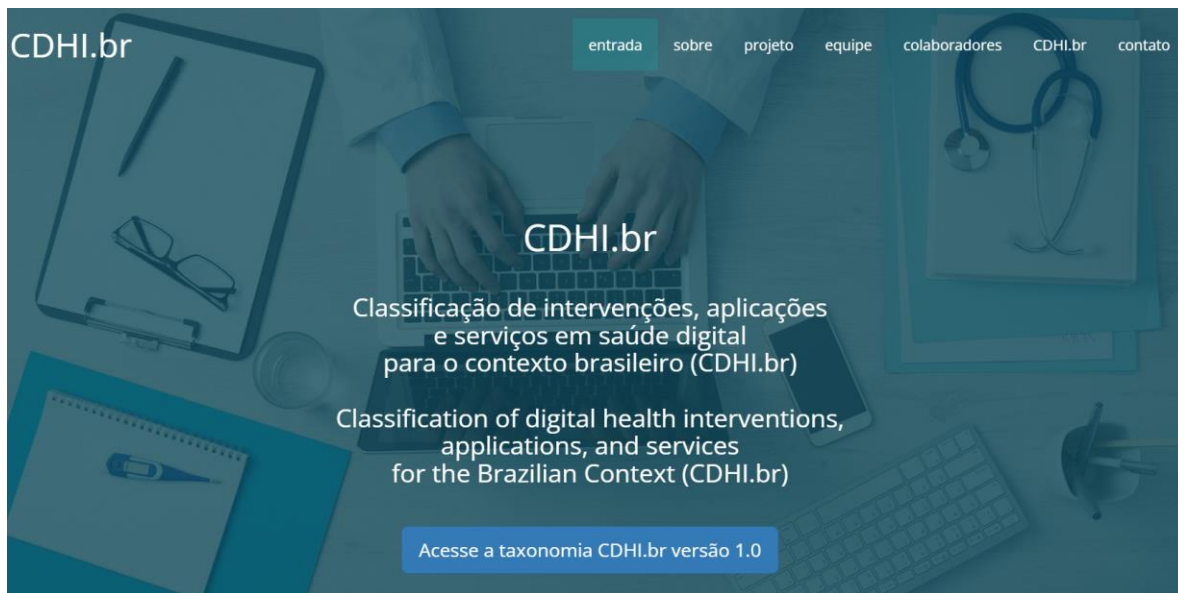 CDHI.br
entrada sobre projeto equipe colaboradores CDHI.br contato
CDHI.br
Classificação de intervenções, aplicações
e serviços em saúde digital
para o contexto brasileiro (CDHI.br)
Classification of digital health interventions,
applications, and services
for the Brazilian Context (CDHI.br)
Acesse a taxonomia CDHI.br versão 1.0